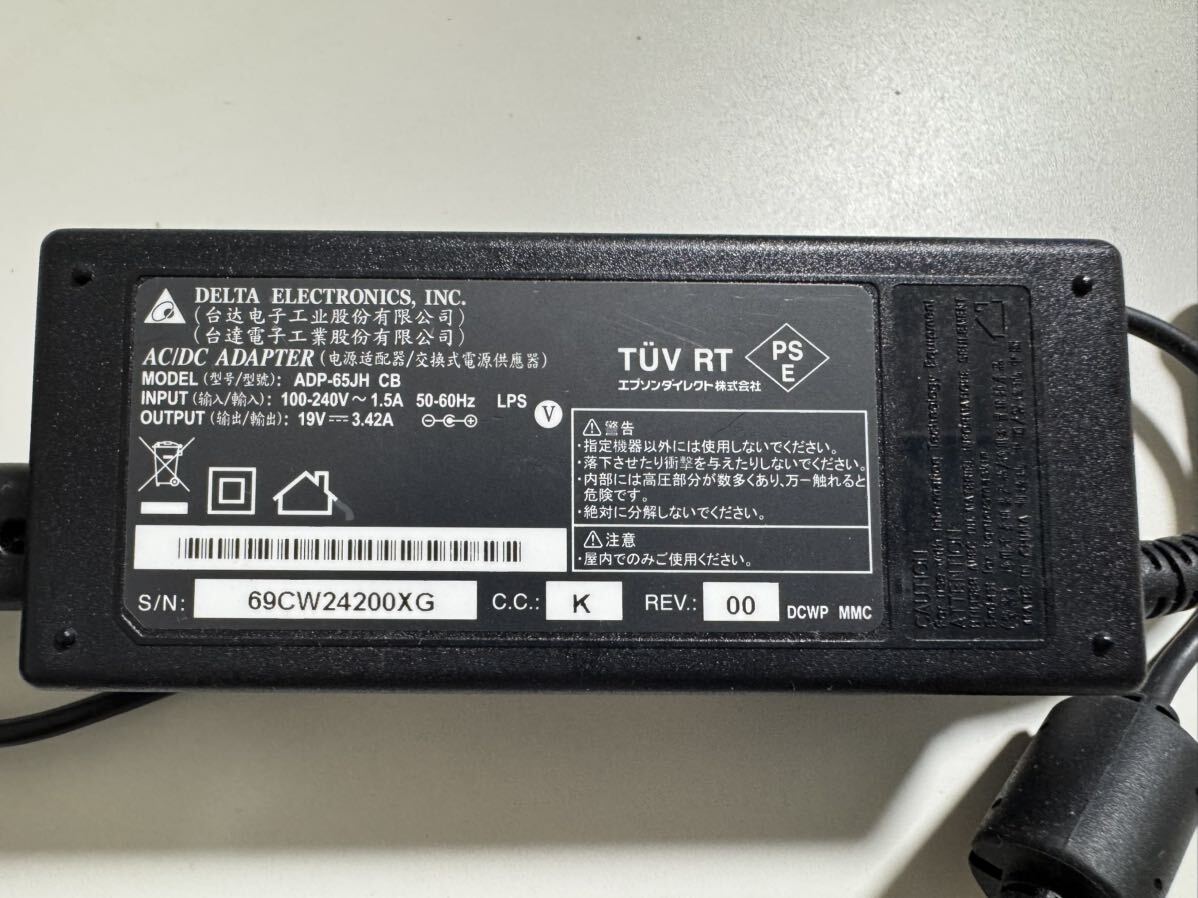 DELTA ELECTRONICS, INC.
(台达电子工业股份有限公司)
(台達電子工業股份有限公司)
AC/DC ADAPTER (电源适配器/交換式電源供應器)
MODEL (型号/型號): ADP-65JH CB
INPUT (输入/輸入): 100-240V～1.5A 50-60Hz LPS
OUTPUT (输出/輸出): 19V⎓3.42A
V
TÜV RT
PS
E
エプソンダイレクト株式会社
⚠警告
・指定機器以外には使用しないでください。
・落下させたり衝撃を与えたりしないでください。
・内部には高圧部分が数多くあり、万一触れると
危険です。
・絶対に分解しないでください。
⚠注意
・屋内でのみご使用ください。
S/N: 69CW24200XG C.C.: K REV.: 00 DCWP MMC
CAUTION
For use with Information Technology Equipment
ATTENTION